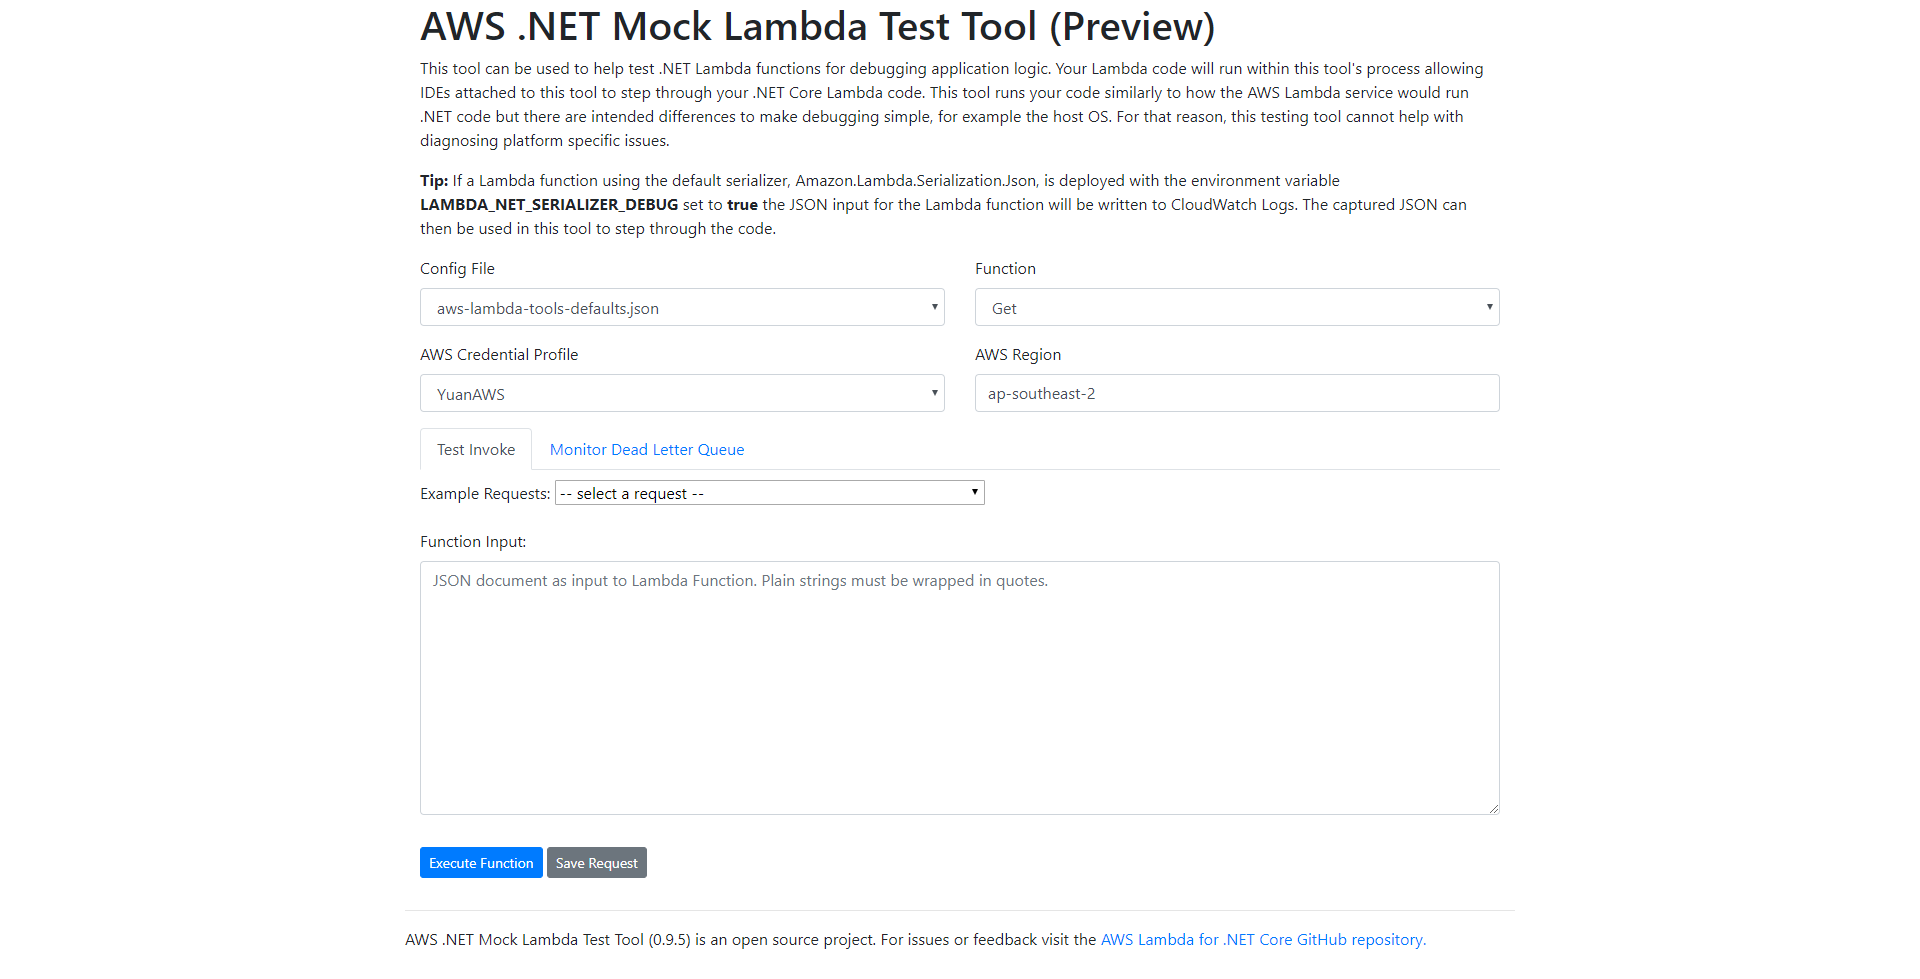 AWS .NET Mock Lambda Test Tool (Preview)
This tool can be used to help test .NET Lambda functions for debugging application logic. Your Lambda code will run within this tool's process allowing
IDEs attached to this tool to step through your .NET Core Lambda code. This tool runs your code similarly to how the AWS Lambda service would run
.NET code but there are intended differences to make debugging simple, for example the host OS. For that reason, this testing tool cannot help with
diagnosing platform specific issues.
Tip: If a Lambda function using the default serializer, Amazon.Lambda.Serialization.Json, is deployed with the environment variable
LAMBDA_NET_SERIALIZER_DEBUG set to true the JSON input for the Lambda function will be written to CloudWatch Logs. The captured JSON can
then be used in this tool to step through the code.
Config File
aws-lambda-tools-defaults.json
Function
Get
AWS Credential Profile
YuanAWS
AWS Region
ap-southeast-2
Test Invoke
Monitor Dead Letter Queue
Example Requests: -- select a request --
Function Input:
JSON document as input to Lambda Function. Plain strings must be wrapped in quotes.
Execute Function
Save Request
AWS .NET Mock Lambda Test Tool (0.9.5) is an open source project. For issues or feedback visit the AWS Lambda for .NET Core GitHub repository.